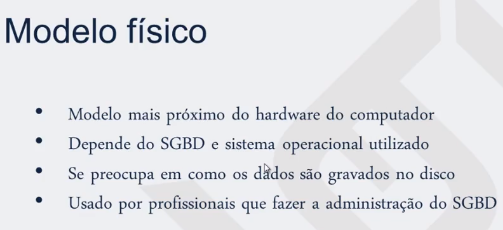 Modelo físico
• Modelo mais próximo do hardware do computador
• Depende do SGBD e sistema operacional utilizado
• Se preocupa em como os dados são gravados no disco
• Usado por profissionais que fazer a administração do SGBD